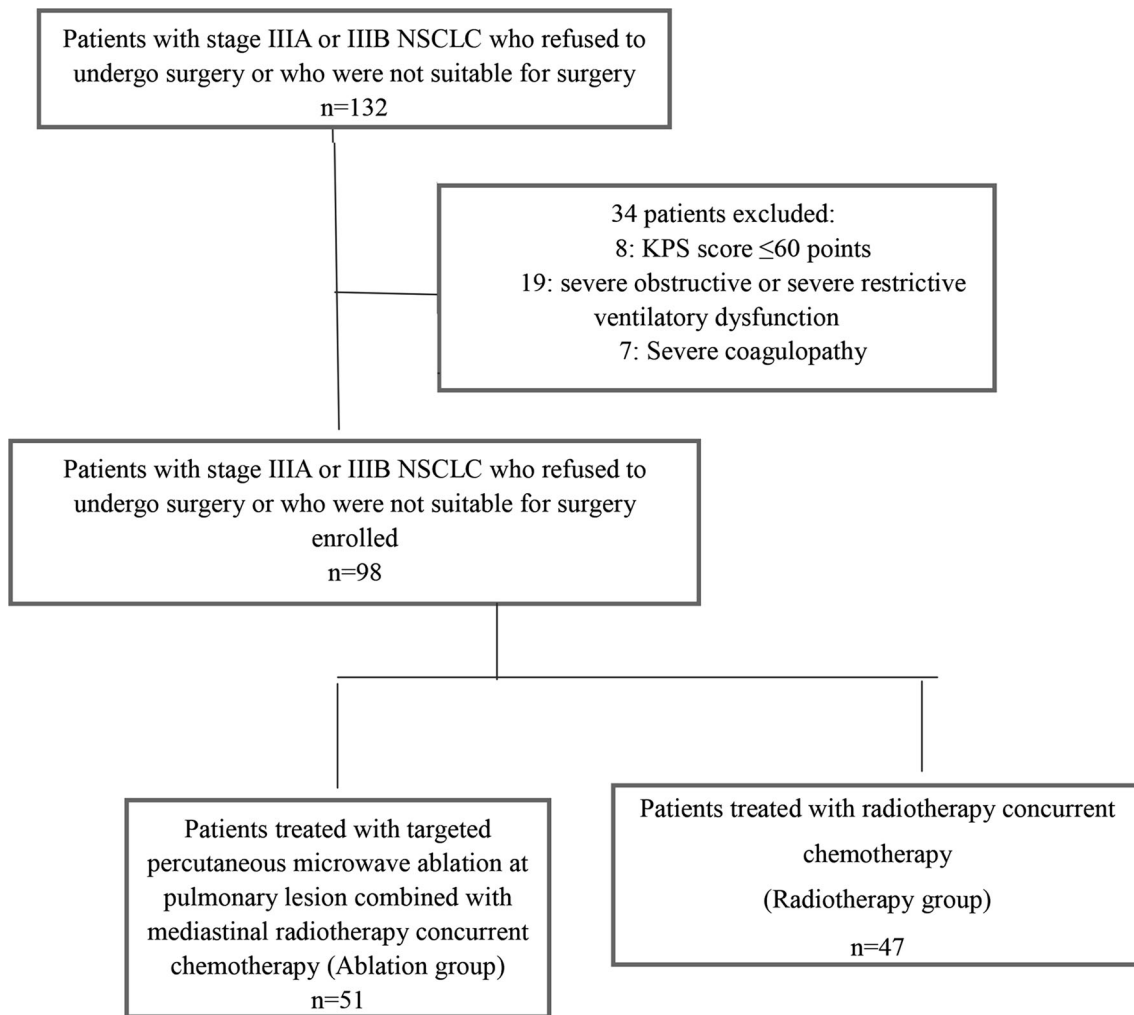 Patients with stage IIIA or IIIB NSCLC who refused to
undergo surgery or who were not suitable for surgery
n=132
34 patients excluded:
8: KPS score ≤60 points
19: severe obstructive or severe restrictive
ventilatory dysfunction
7: Severe coagulopathy
Patients with stage IIIA or IIIB NSCLC who refused to
undergo surgery or who were not suitable for surgery
enrolled
n=98
Patients treated with targeted
percutaneous microwave ablation at
pulmonary lesion combined with
mediastinal radiotherapy concurrent
chemotherapy (Ablation group)
n=51
Patients treated with radiotherapy concurrent
chemotherapy
(Radiotherapy group)
n=47